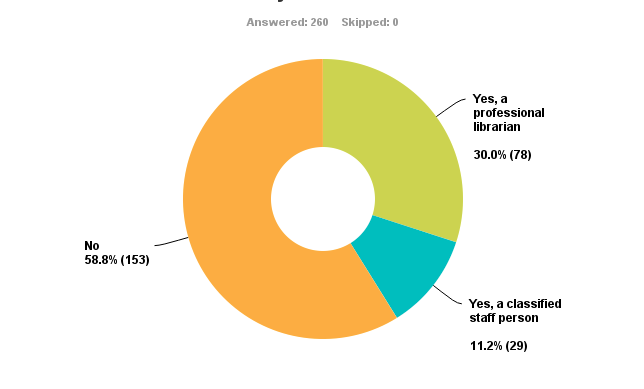 Answered: 260 Skipped: 0
Yes, a
professional
librarian
30.0% (78)
No
58.8% (153)
Yes, a classified
staff person
11.2% (29)